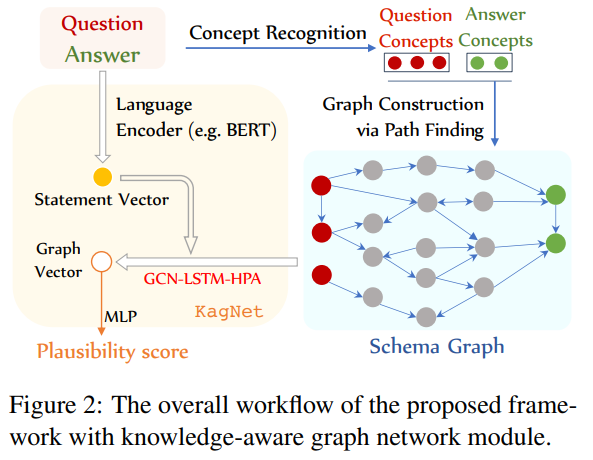 Question
Answer
Concept Recognition
Question
Concepts
Answer
Concepts
Language
Encoder (e.g. BERT)
Graph Construction
via Path Finding
Statement Vector
Graph
Vector
GCN-LSTM-HPA
KagNet
MLP
Plausibility score
Schema Graph
Figure 2: The overall workflow of the proposed frame-
work with knowledge-aware graph network module.